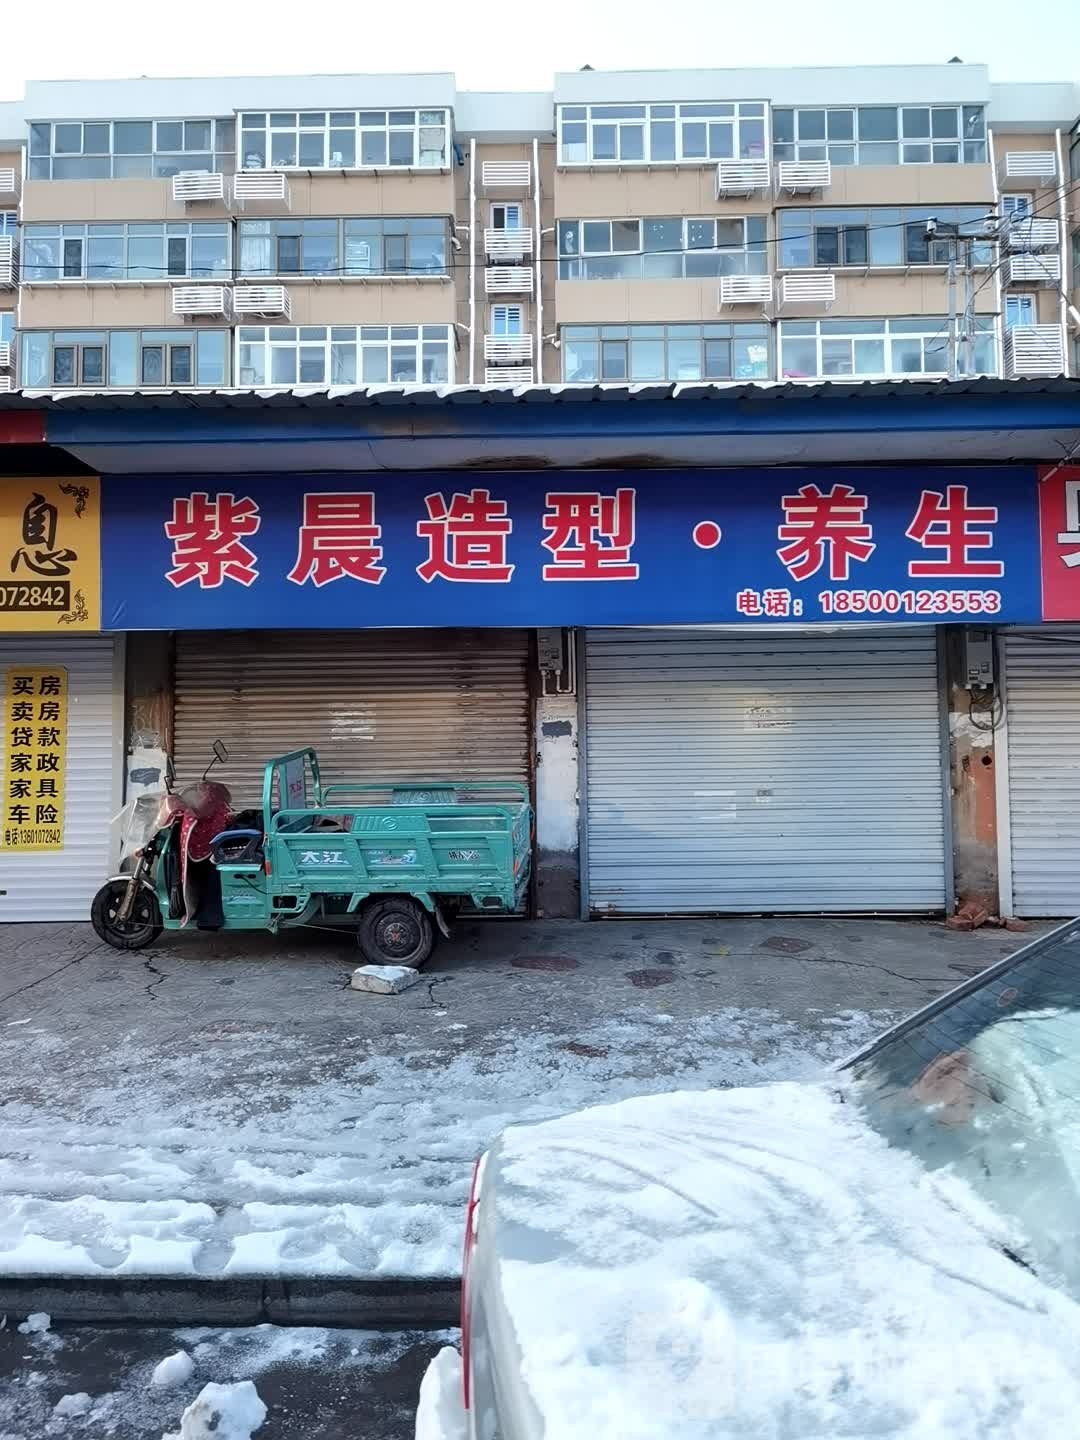 息
072842
紫晨造型·养生
电话：18500123553
买房
卖房
贷款
家政
家具
车险
电话:13601072842
大江